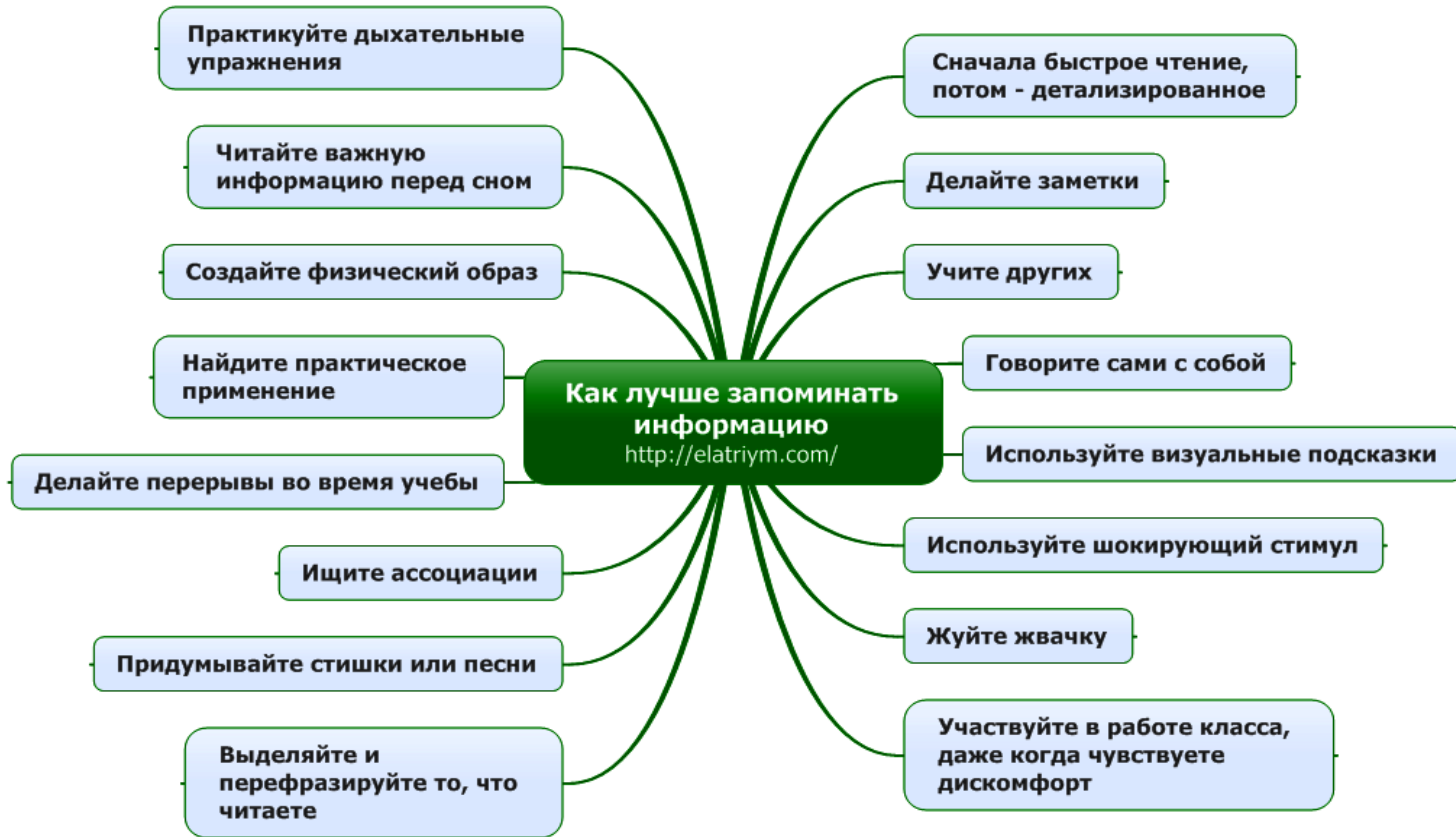 Практикуйте дыхательные
упражнения
Читайте важную
информацию перед сном
Создайте физический образ
Найдите практическое
применение
Делайте перерывы во время учебы
Ищите ассоциации
Придумывайте стишки или песни
Выделяйте и
перефразируйте то, что
читаете
Как лучше запоминать
информацию
http://elatriym.com/
Сначала быстрое чтение,
потом - детализированное
Делайте заметки
Учите других
Говорите сами с собой
Используйте визуальные подсказки
Используйте шокирующий стимул
Жуйте жвачку
Участвуйте в работе класса,
даже когда чувствуете
дискомфорт